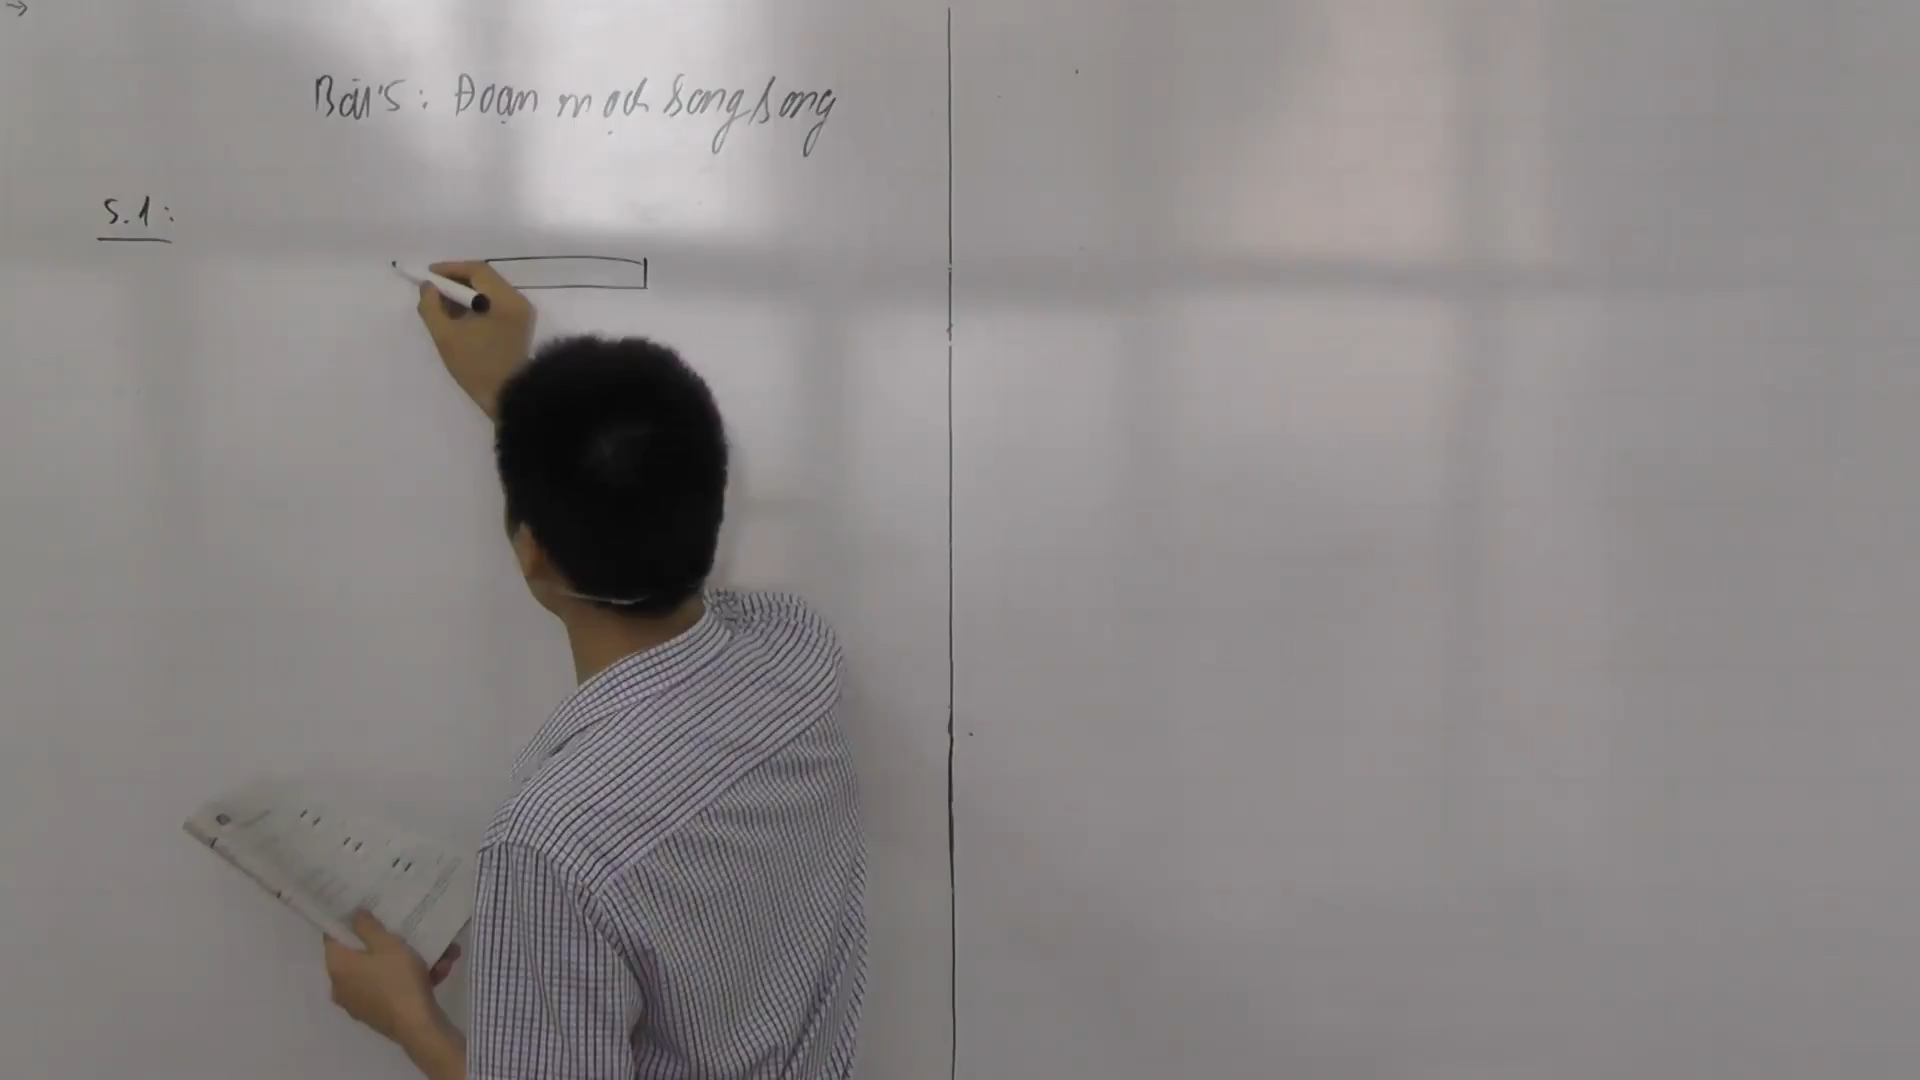 →
Bài 5: Đoạn mạch song song
5.1: